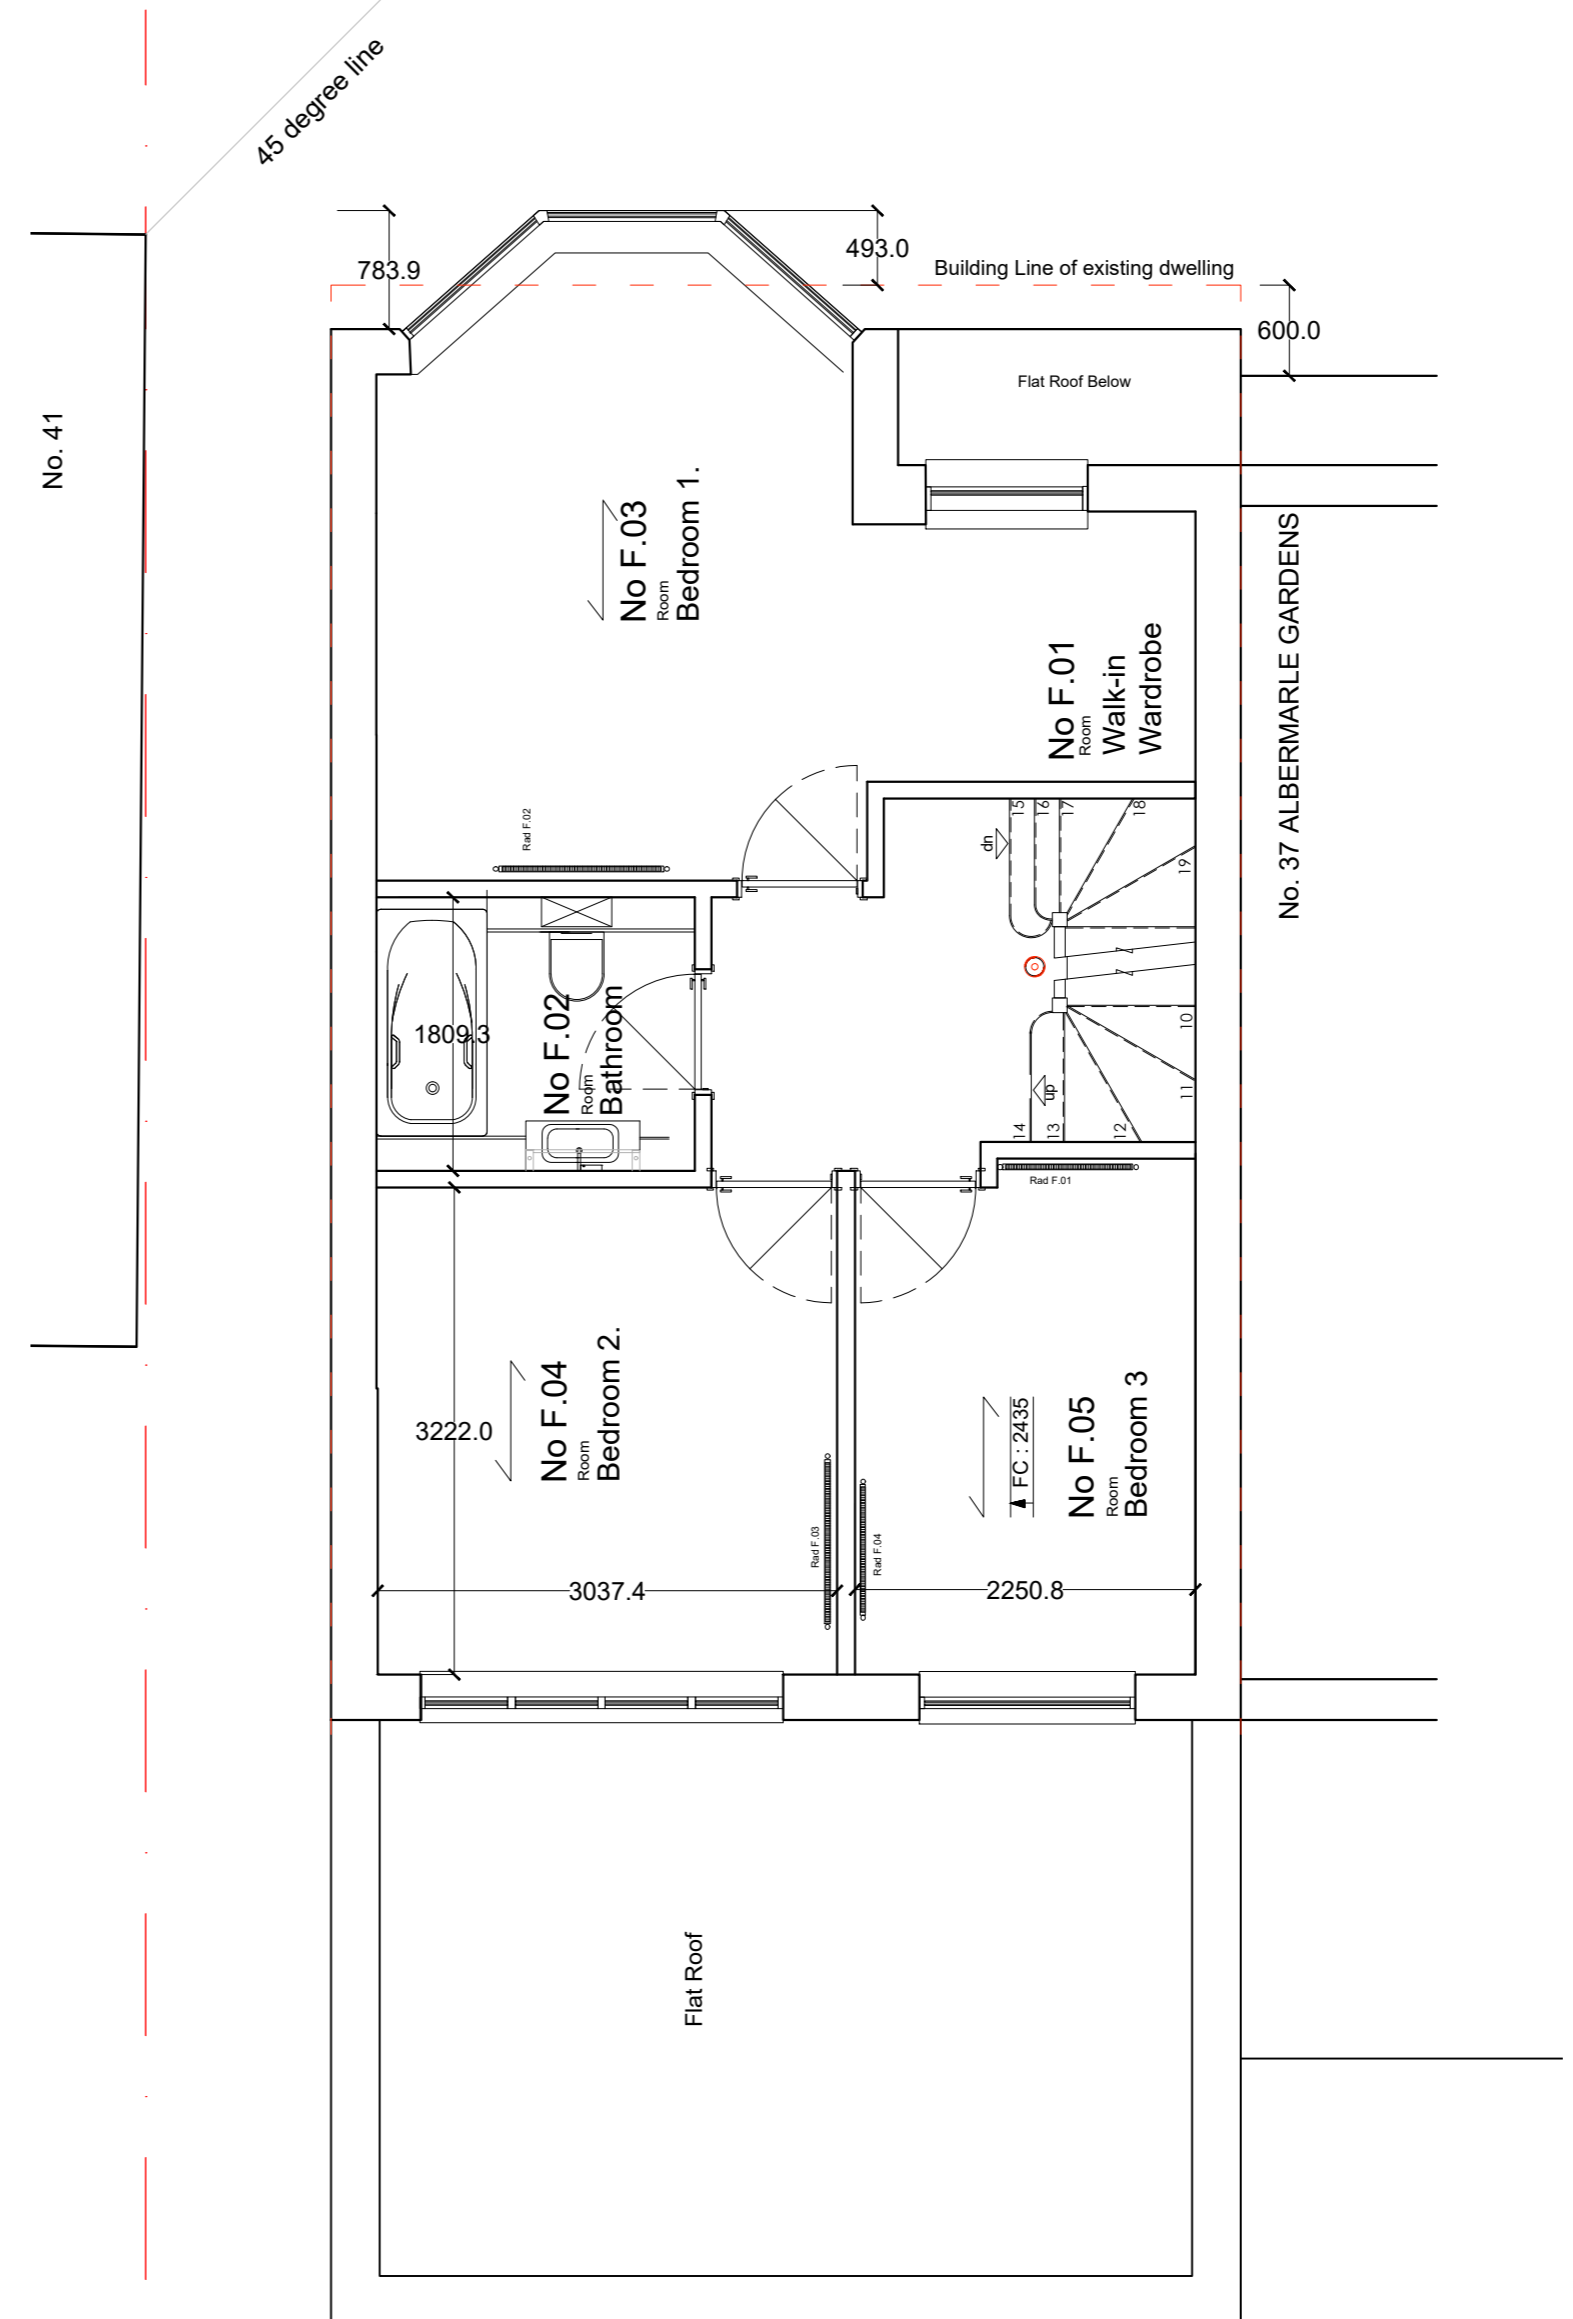 45 degree line
783.9
493.0
Building Line of existing dwelling
600.0
Flat Roof Below
No. 41
No F.03
Room
Bedroom 1.
No. 37 ALBERMARLE GARDENS
No F.01
Room
Walk-in
Wardrobe
Rad F.02
dn
15
16
17
18
19
1809.3
No F.02
Room
Bathroom
up
14
13
12
11
10
Rad F.01
3222.0
No F.04
Room
Bedroom 2.
FC : 2435
No F.05
Room
Bedroom 3
Rad F.03
Rad F.04
3037.4
2250.8
Flat Roof